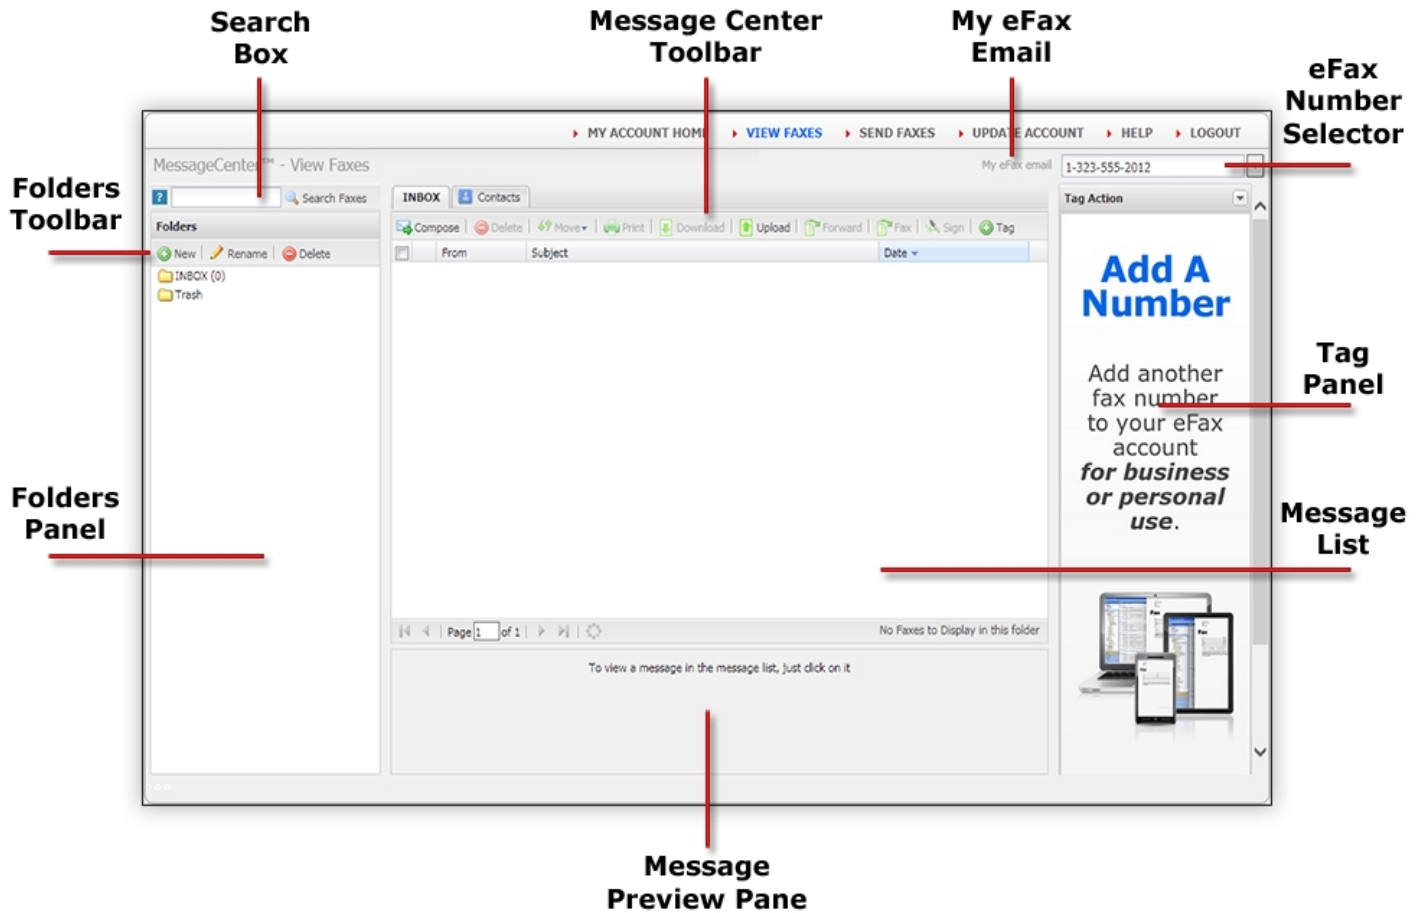 Search
Box
Message Center
Toolbar
My eFax
Email
eFax
Number
Selector
MY ACCOUNT HOME
VIEW FAXES
SEND FAXES
UPDATE ACCOUNT
HELP
LOGOUT
MessageCenter™ - View Faxes
My eFax email
1-323-555-2012
Folders
Toolbar
? Search Faxes
INBOX
Contacts
Tag Action
Folders
Compose Delete Move Print Download Upload Forward Fax Sign Tag
New Rename Delete
From Subject Date
INBOX (0)
Trash
Add A
Number
Add another
fax number
to your eFax
account
for business
or personal
use.
Tag
Panel
Folders
Panel
Message
List
Page 1 of 1
No Faxes to Display in this folder
To view a message in the message list, just click on it
Message
Preview Pane